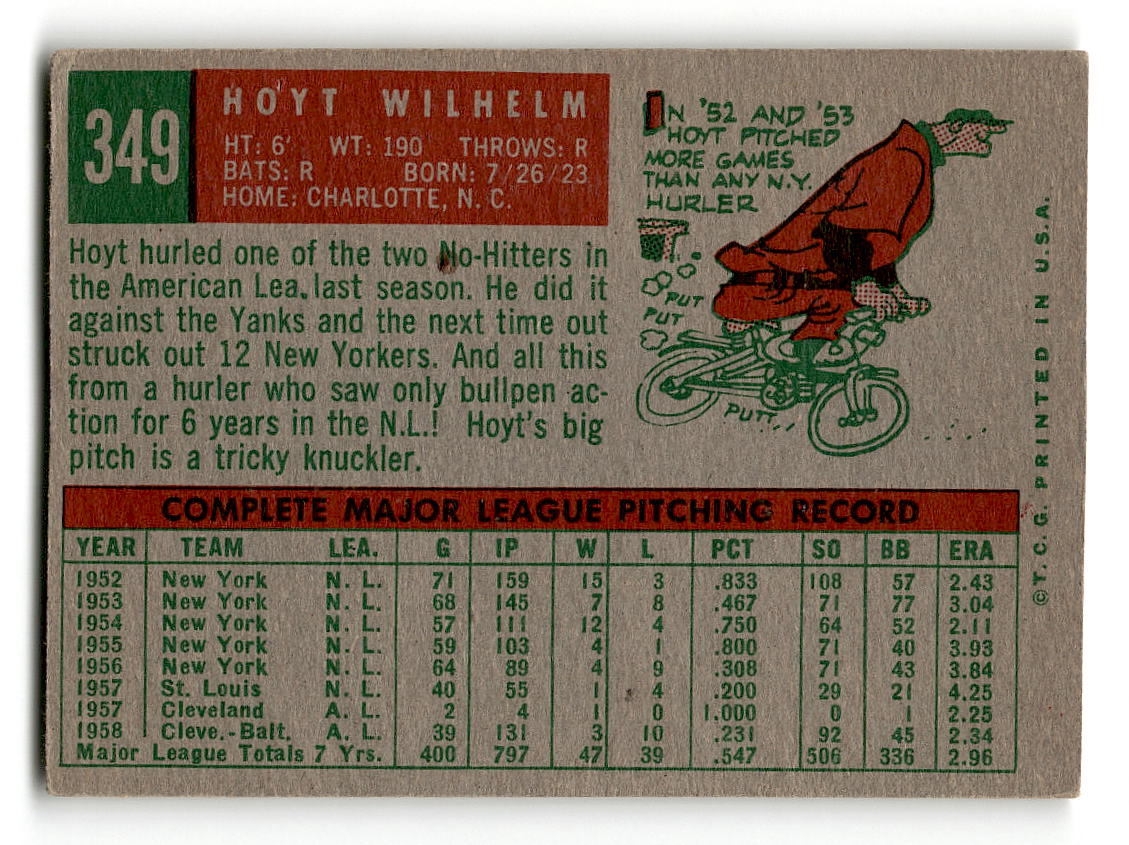 349
HOYT WILHELM
HT: 6' WT: 190 THROWS: R
BATS: R BORN: 7/26/23
HOME: CHARLOTTE, N. C.
IN '52 AND '53
HOYT PITCHED
MORE GAMES
THAN ANY N.Y.
HURLER
PUT
PUT
PUTT..
Hoyt hurled one of the two No-Hitters in
the American Lea. last season. He did it
against the Yanks and the next time out
struck out 12 New Yorkers. And all this
from a hurler who saw only bullpen ac-
tion for 6 years in the N.L.! Hoyt's big
pitch is a tricky knuckler.
COMPLETE MAJOR LEAGUE PITCHING RECORD
YEAR TEAM LEA. G IP W L PCT SO BB ERA
1952 New York N. L. 71 159 15 3 .833 108 57 2.43
1953 New York N. L. 68 145 7 8 .467 71 77 3.04
1954 New York N. L. 57 111 12 4 .750 64 52 2.11
1955 New York N. L. 59 103 4 1 .800 71 40 3.93
1956 New York N. L. 64 89 4 9 .308 71 43 3.84
1957 St. Louis N. L. 40 55 1 4 .200 29 21 4.25
1957 Cleveland A. L. 2 4 1 0 1.000 0 1 2.25
1958 Cleve.-Balt. A. L. 39 131 3 10 .231 92 45 2.34
Major League Totals 7 Yrs. 400 797 47 39 .547 506 336 2.96
©T. C. G. PRINTED IN U.S.A.